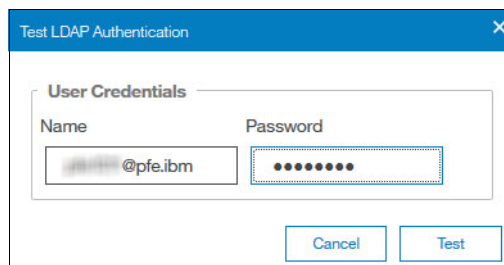 Test LDAP Authentication
User Credentials
Name Password
@pfe.ibm ●●●●●●●●
Cancel Test